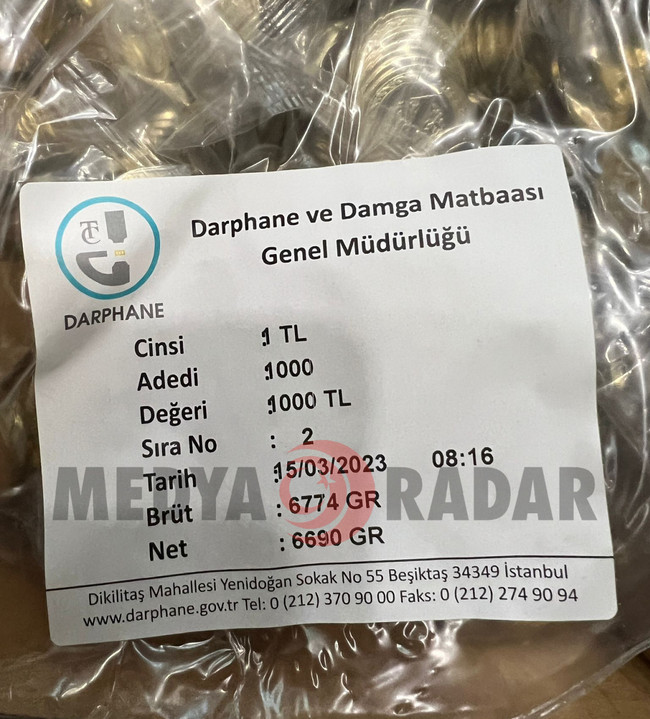 Darphane ve Damga Matbaası
Genel Müdürlüğü
TC
DARPHANE
Cinsi : 1 TL
Adedi : 1000
Değeri : 1000 TL
Sıra No : 2
Tarih : 15/03/2023 08:16
MEDYA RADAR
Brüt : 6774 GR
Net : 6690 GR
Dikilitaş Mahallesi Yenidoğan Sokak No 55 Beşiktaş 34349 İstanbul
www.darphane.gov.tr Tel: 0 (212) 370 90 00 Faks: 0 (212) 274 90 94